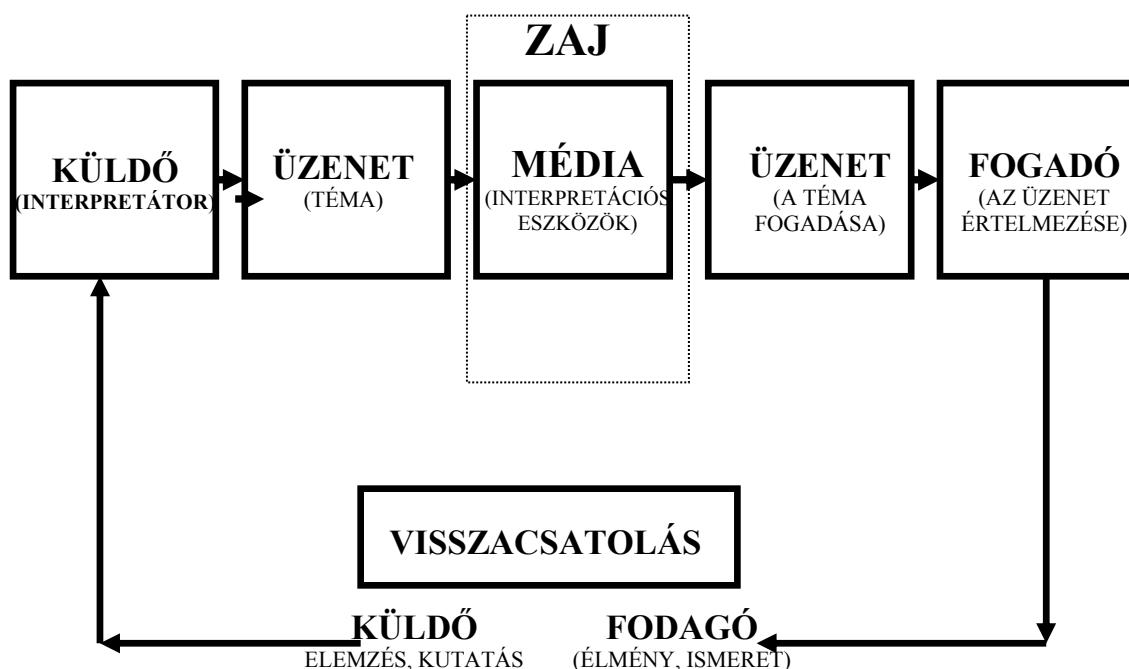 ZAJ
KÜLDŐ
(INTERPRETÁTOR)
ÜZENET
(TÉMA)
MÉDIA
(INTERPRETÁCIÓS
ESZKÖZÖK)
ÜZENET
(A TÉMA
FOGADÁSA)
FOGADÓ
(AZ ÜZENET
ÉRTELMEZÉSE)
VISSZACSATOLÁS
KÜLDŐ
ELEMZÉS, KUTATÁS
FODAGÓ
(ÉLMÉNY, ISMERET)